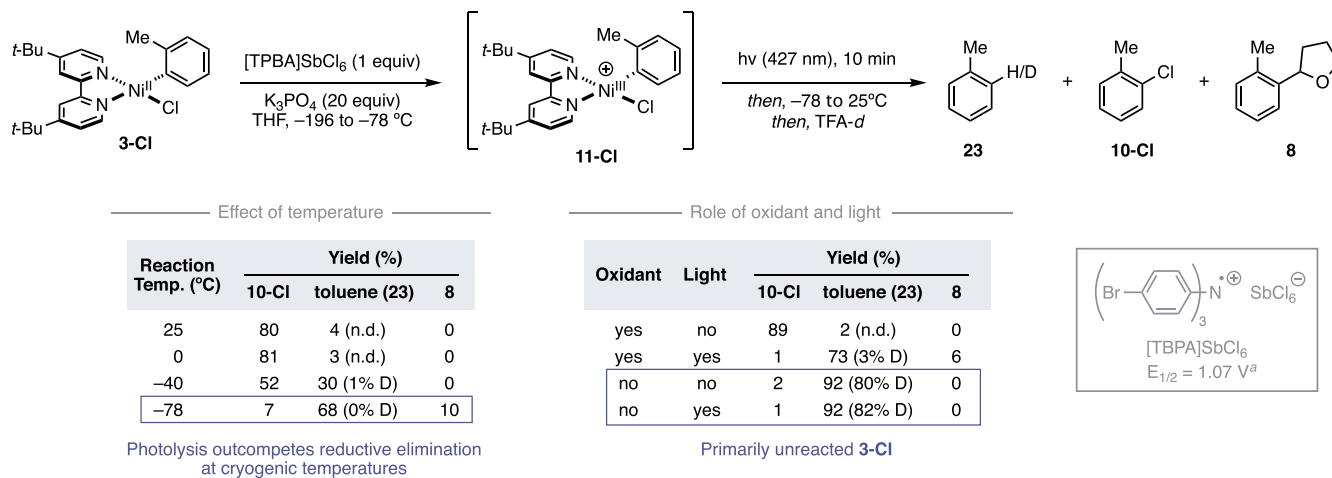 t-Bu
t-Bu
N
N
Ni^II
Cl
Me
3-Cl
[TPBA]SbCl₆ (1 equiv)
K₃PO₄ (20 equiv)
THF, –196 to –78 ºC
t-Bu
t-Bu
N
N
⊕
Ni^III
Cl
Me
11-Cl
hν (427 nm), 10 min
then, –78 to 25ºC
then, TFA-d
Me
H/D
23
+
Me
Cl
10-Cl
+
Me
O
8
Effect of temperature
Reaction Temp. (ºC) Yield (%)
10-Cl toluene (23) 8
25 80 4 (n.d.) 0
0 81 3 (n.d.) 0
–40 52 30 (1% D) 0
–78 7 68 (0% D) 10
Photolysis outcompetes reductive elimination
at cryogenic temperatures
Role of oxidant and light
Oxidant Light Yield (%)
10-Cl toluene (23) 8
yes no 89 2 (n.d.) 0
yes yes 1 73 (3% D) 6
no no 2 92 (80% D) 0
no yes 1 92 (82% D) 0
Primarily unreacted 3-Cl
(Br N)₃ •⊕ SbCl₆⊖
[TBPA]SbCl₆
E₁/₂ = 1.07 Vᵃ